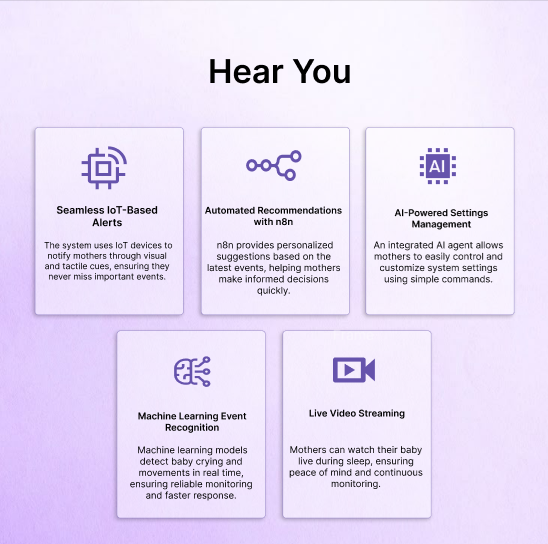 Hear You
Seamless IoT-Based
Alerts
The system uses IoT devices to
notify mothers through visual
and tactile cues, ensuring they
never miss important events.
Automated Recommendations
with n8n
n8n provides personalized
suggestions based on the
latest events, helping mothers
make informed decisions
quickly.
AI
AI-Powered Settings
Management
An integrated AI agent allows
mothers to easily control and
customize system settings
using simple commands.
Machine Learning Event
Recognition
Machine learning models
detect baby crying and
movements in real time,
ensuring reliable monitoring
and faster response.
Live Video Streaming
Mothers can watch their baby
live during sleep, ensuring
peace of mind and continuous
monitoring.